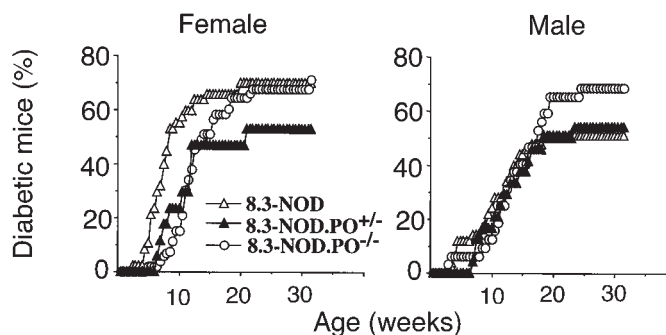 Female
Male
Diabetic mice (%)
80
60
40
20
0
10
20
30
80
60
40
20
0
10
20
30
8.3-NOD
8.3-NOD.PO+/-
8.3-NOD.PO-/-
Age (weeks)